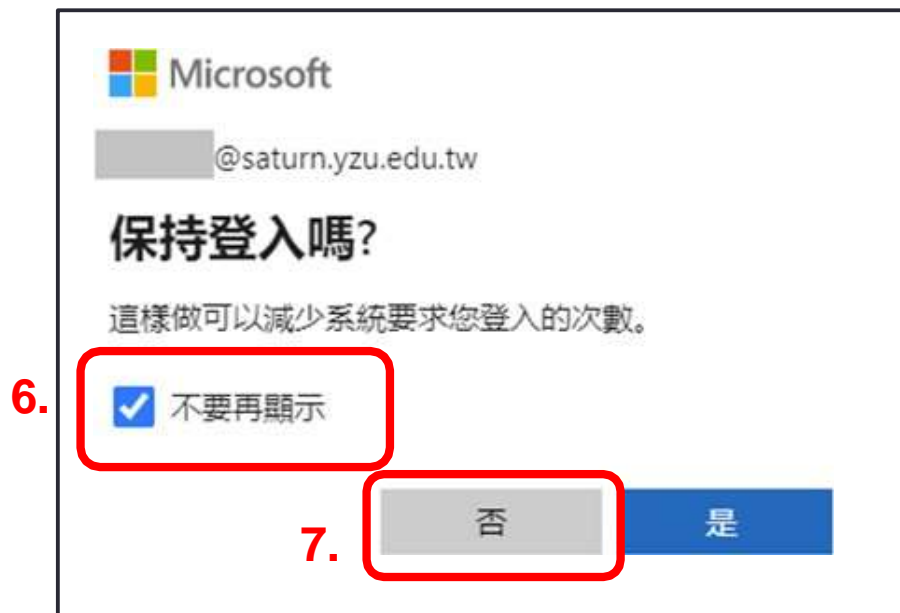 Microsoft
@saturn.yzu.edu.tw
保持登入嗎?
這樣做可以減少系統要求您登入的次數。
6. 不要再顯示
7. 否 是